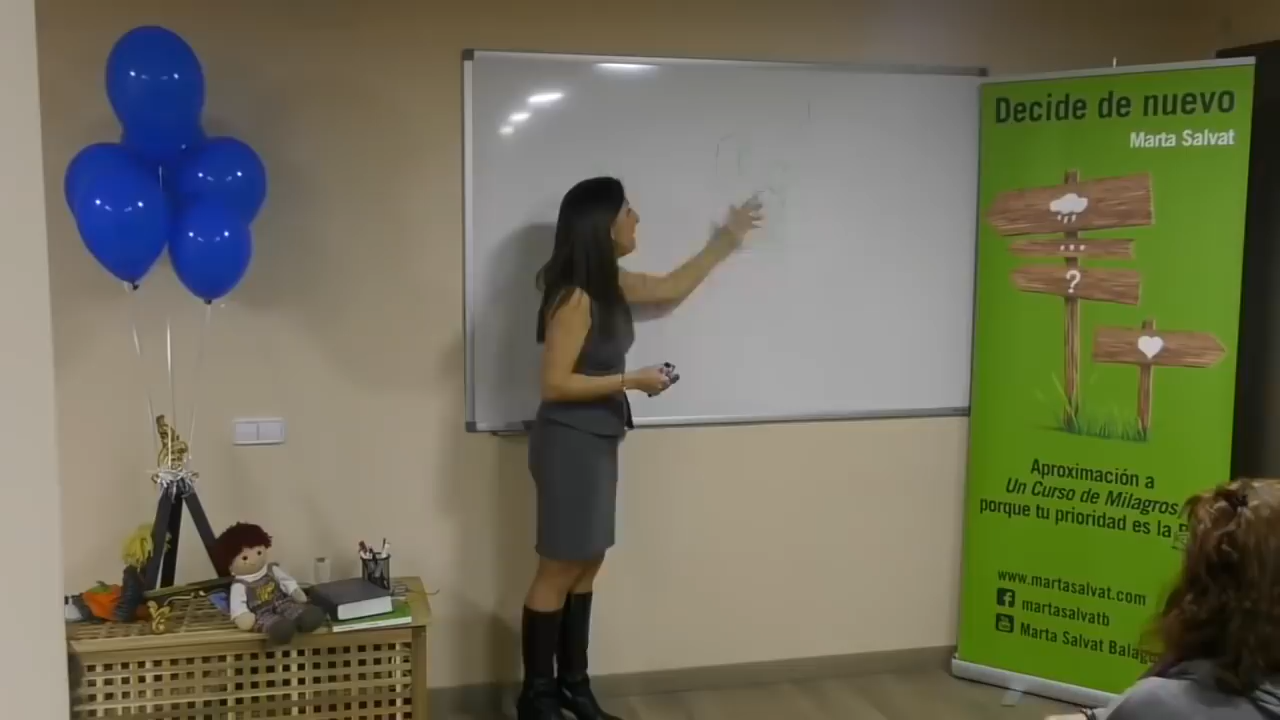 Decide de nuevo
Marta Salvat
?
Aproximación a
Un Curso de Milagros,
porque tu prioridad es la
www.martasalvat.com
martasalvatb
Marta Salvat